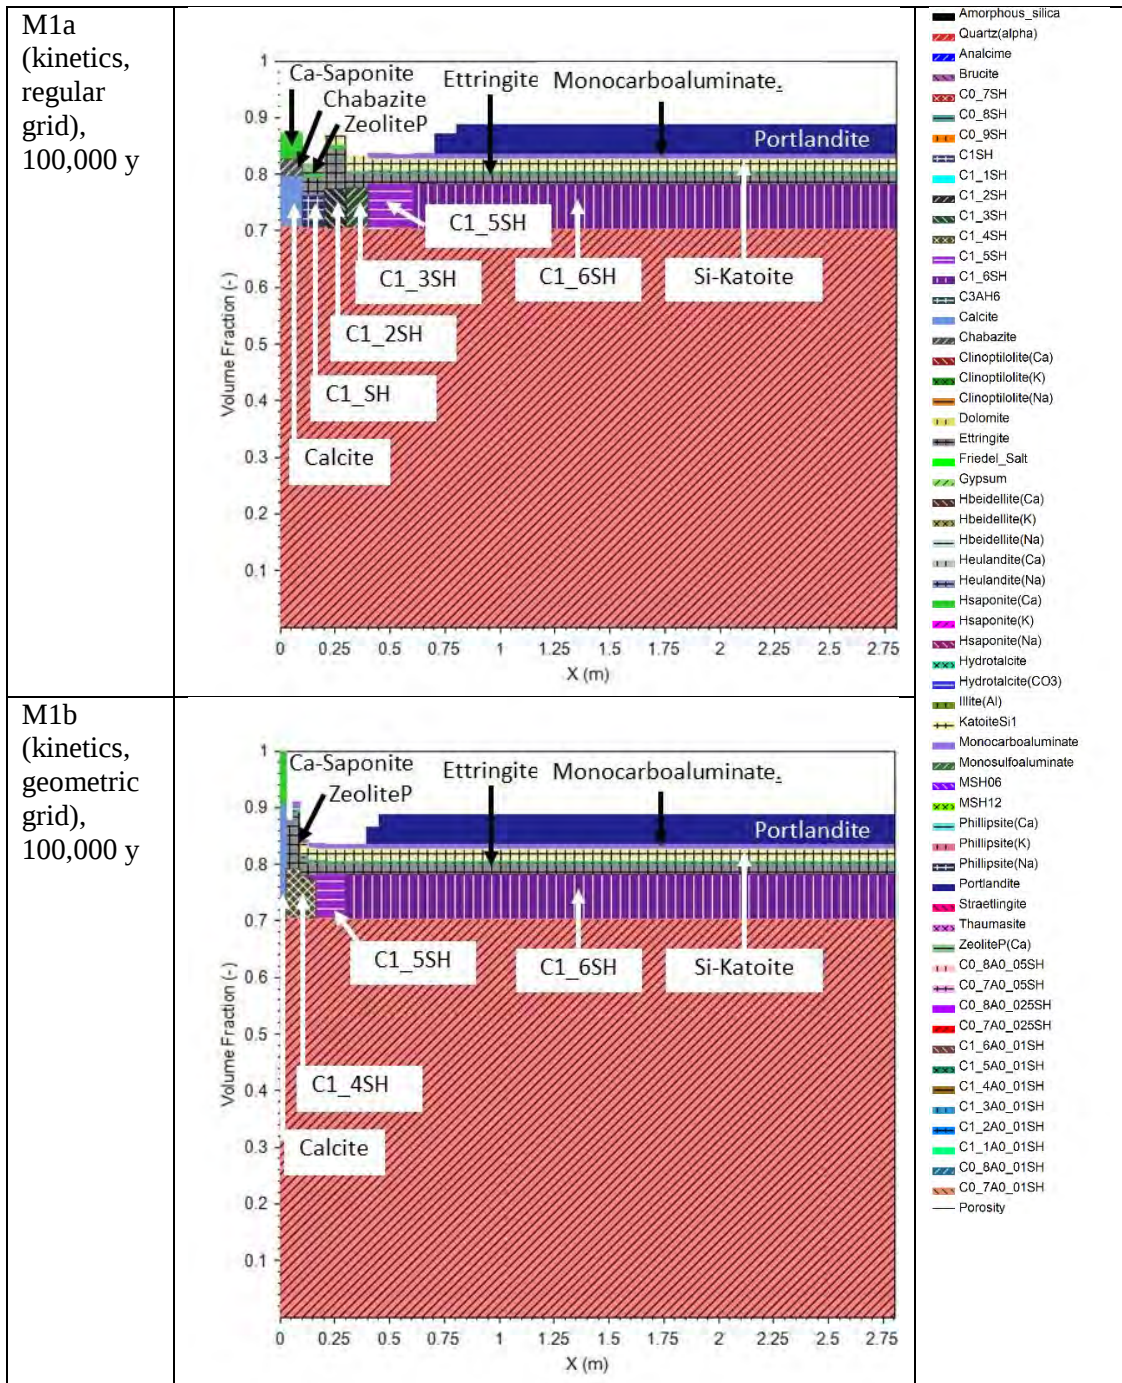 M1a
(kinetics,
regular
grid),
100,000 y
Ca-Saponite
Chabazite
ZeoliteP
Ettringite
Monocarboaluminate.
Portlandite
C1_5SH
C1_3SH
C1_6SH
Si-Katoite
C1_2SH
C1_SH
Calcite
Volume Fraction (-)
1
0.9
0.8
0.7
0.6
0.5
0.4
0.3
0.2
0.1
0 0.25 0.5 0.75 1 1.25 1.5 1.75 2 2.25 2.5 2.75
X (m)
M1b
(kinetics,
geometric
grid),
100,000 y
Ca-Saponite
ZeoliteP
Ettringite
Monocarboaluminate.
Portlandite
C1_5SH
C1_6SH
Si-Katoite
C1_4SH
Calcite
Volume Fraction (-)
1
0.9
0.8
0.7
0.6
0.5
0.4
0.3
0.2
0.1
0 0.25 0.5 0.75 1 1.25 1.5 1.75 2 2.25 2.5 2.75
X (m)
Amorphous_silica
Quartz(alpha)
Analcime
Brucite
C0_7SH
C0_8SH
C0_9SH
C1SH
C1_1SH
C1_2SH
C1_3SH
C1_4SH
C1_5SH
C1_6SH
C3AH6
Calcite
Chabazite
Clinoptilolite(Ca)
Clinoptilolite(K)
Clinoptilolite(Na)
Dolomite
Ettringite
Friedel_Salt
Gypsum
Hbeidellite(Ca)
Hbeidellite(K)
Hbeidellite(Na)
Heulandite(Ca)
Heulandite(Na)
Hsaponite(Ca)
Hsaponite(K)
Hsaponite(Na)
Hydrotalcite
Hydrotalcite(CO3)
Illite(Al)
KatoiteSi1
Monocarboaluminate
Monosulfoaluminate
MSH06
MSH12
Phillipsite(Ca)
Phillipsite(K)
Phillipsite(Na)
Portlandite
Straetlingite
Thaumasite
ZeoliteP(Ca)
C0_8A0_05SH
C0_7A0_05SH
C0_8A0_025SH
C0_7A0_025SH
C1_6A0_01SH
C1_5A0_01SH
C1_4A0_01SH
C1_3A0_01SH
C1_2A0_01SH
C1_1A0_01SH
C0_8A0_01SH
C0_7A0_01SH
Porosity